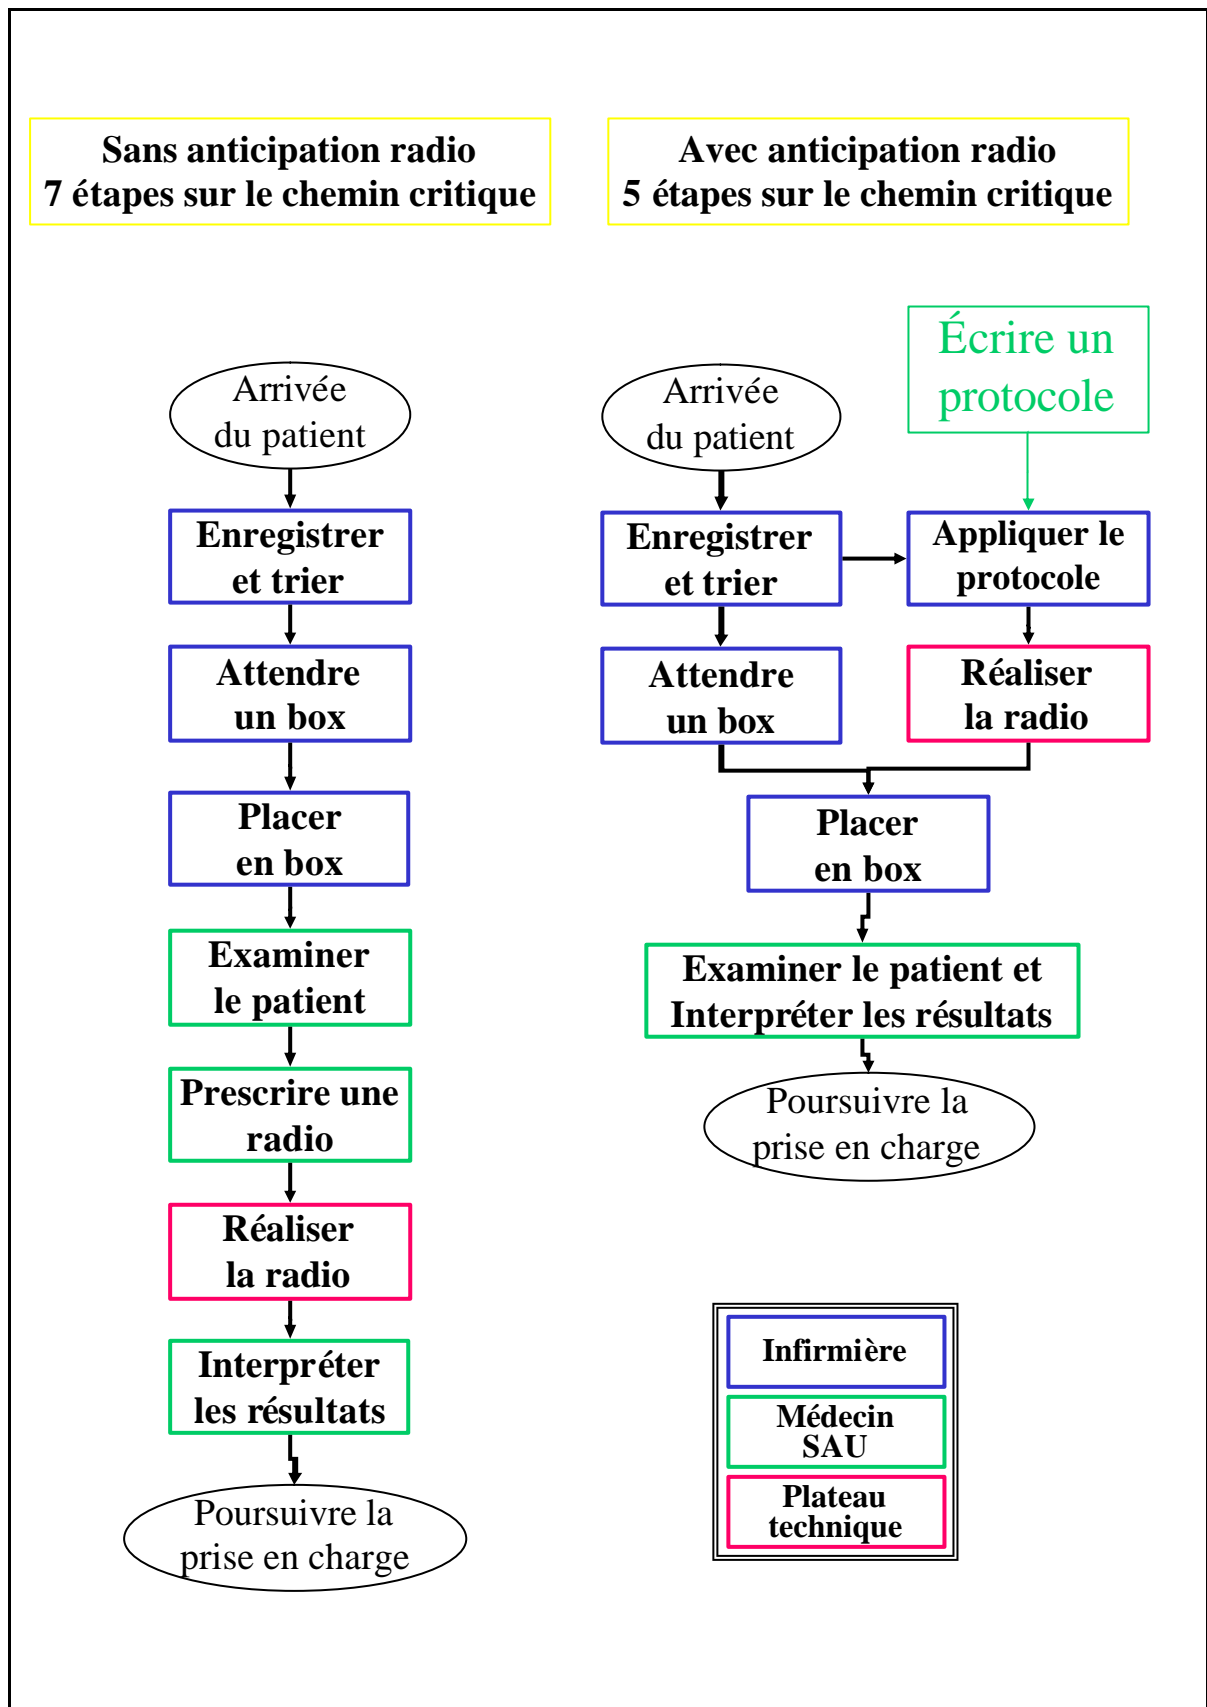 Sans anticipation radio
7 étapes sur le chemin critique
Avec anticipation radio
5 étapes sur le chemin critique
Arrivée
du patient
Enregistrer
et trier
Attendre
un box
Placer
en box
Examiner
le patient
Prescrire une
radio
Réaliser
la radio
Interpréter
les résultats
Poursuivre la
prise en charge
Arrivée
du patient
Écrire un
protocole
Enregistrer
et trier
Appliquer le
protocole
Attendre
un box
Réaliser
la radio
Placer
en box
Examiner le patient et
Interpréter les résultats
Poursuivre la
prise en charge
Infirmière
Médecin
SAU
Plateau
technique